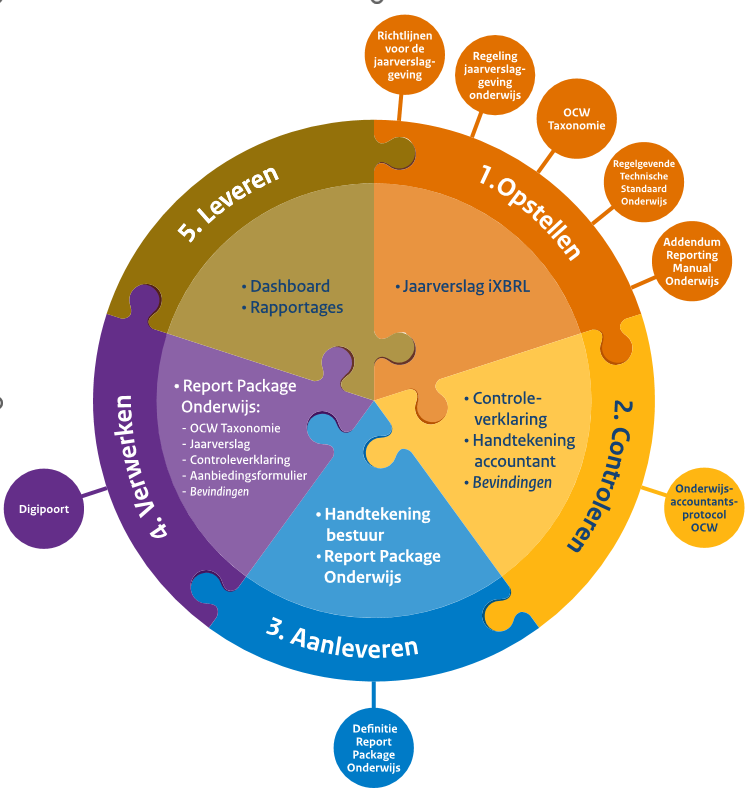 Richtlijnen
voor de
jaarverslag-
geving
Regeling
jaarverslag-
geving
onderwijs
OCW
Taxonomie
Regelgevende
Technische
Standaard
Onderwijs
Addendum
Reporting
Manual
Onderwijs
1. Opstellen
• Jaarverslag iXBRL
2. Controleren
• Controle-
verklaring
• Handtekening
accountant
• Bevindingen
Onderwijs-
accountants-
protocol
OCW
3. Aanleveren
• Handtekening
bestuur
• Report Package
Onderwijs
Definitie
Report
Package
Onderwijs
4. Verwerken
• Report Package
Onderwijs:
- OCW Taxonomie
- Jaarverslag
- Controleverklaring
- Aanbiedingsformulier
- Bevindingen
Digipoort
5. Leveren
• Dashboard
• Rapportages